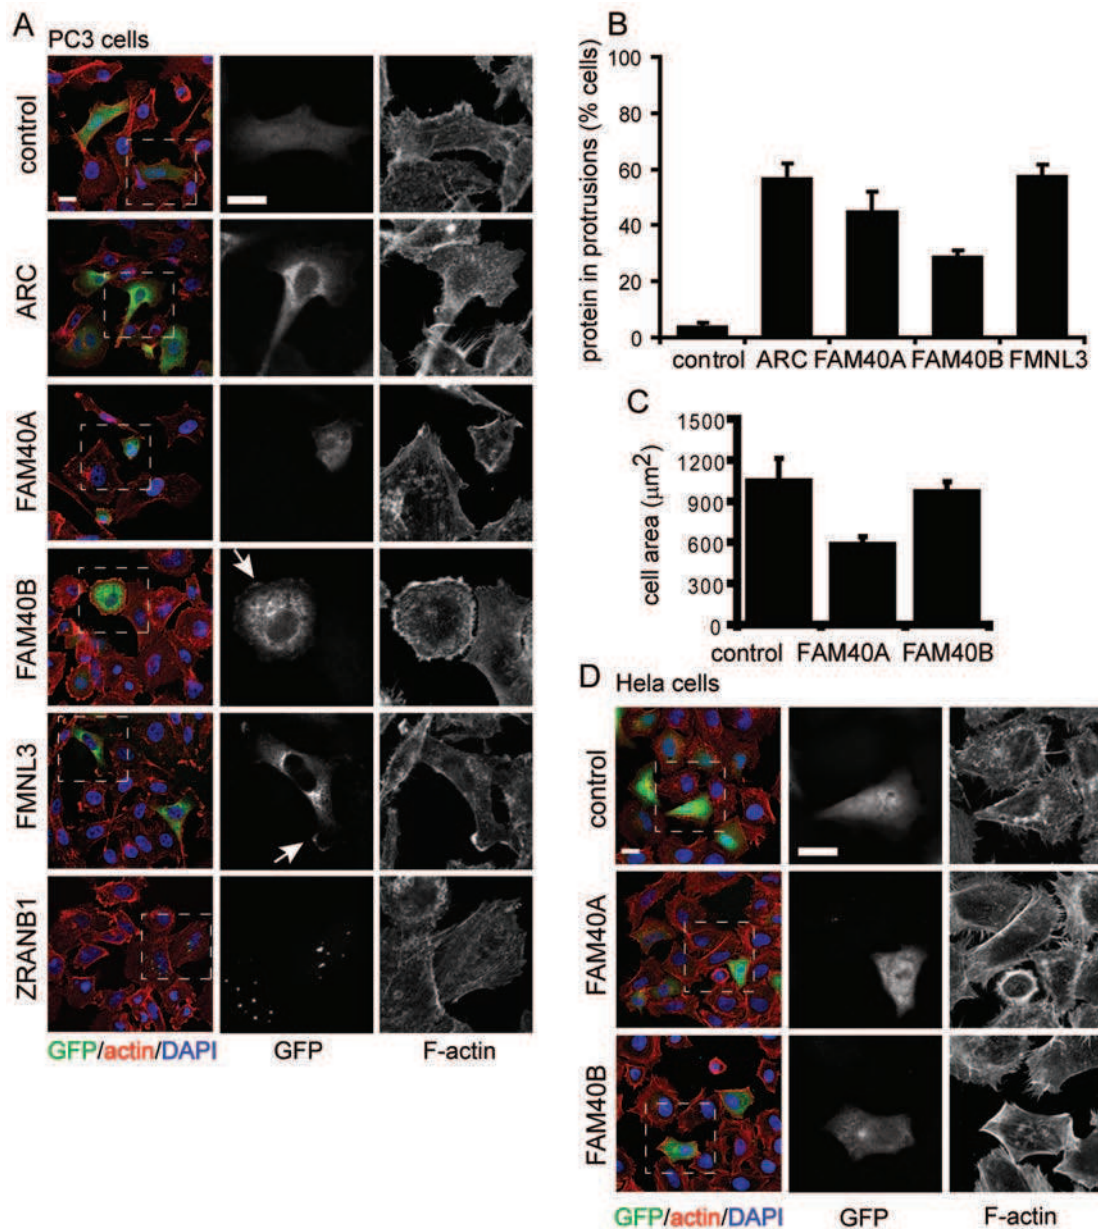 A
PC3 cells
control
ARC
FAM40A
FAM40B
FMNL3
ZRANB1
GFP/actin/DAPI
GFP
F-actin
B
protein in protrusions (% cells)
100
80
60
40
20
0
control
ARC
FAM40A
FAM40B
FMNL3
C
cell area (µm²)
1500
1200
900
600
300
0
control
FAM40A
FAM40B
D
Hela cells
control
FAM40A
FAM40B
GFP/actin/DAPI
GFP
F-actin